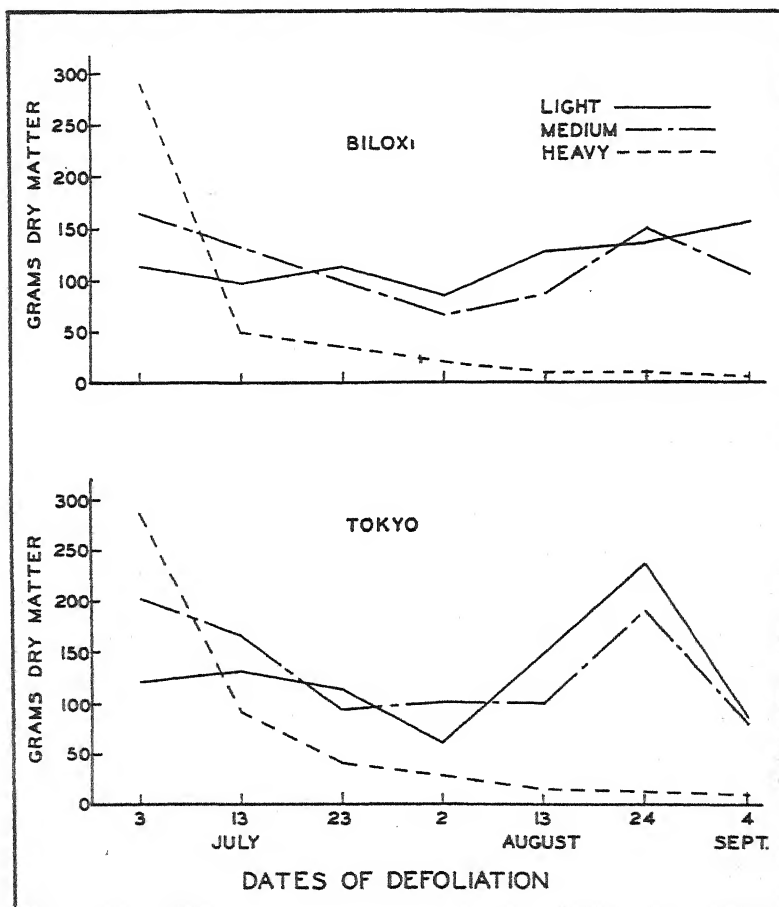 300
250
200
150
100
50
0
GRAMS DRY MATTER
BILOXI
LIGHT
MEDIUM
HEAVY
300
250
200
150
100
50
0
GRAMS DRY MATTER
TOKYO
3 13 23 2 13 24 4
JULY AUGUST SEPT.
DATES OF DEFOLIATION